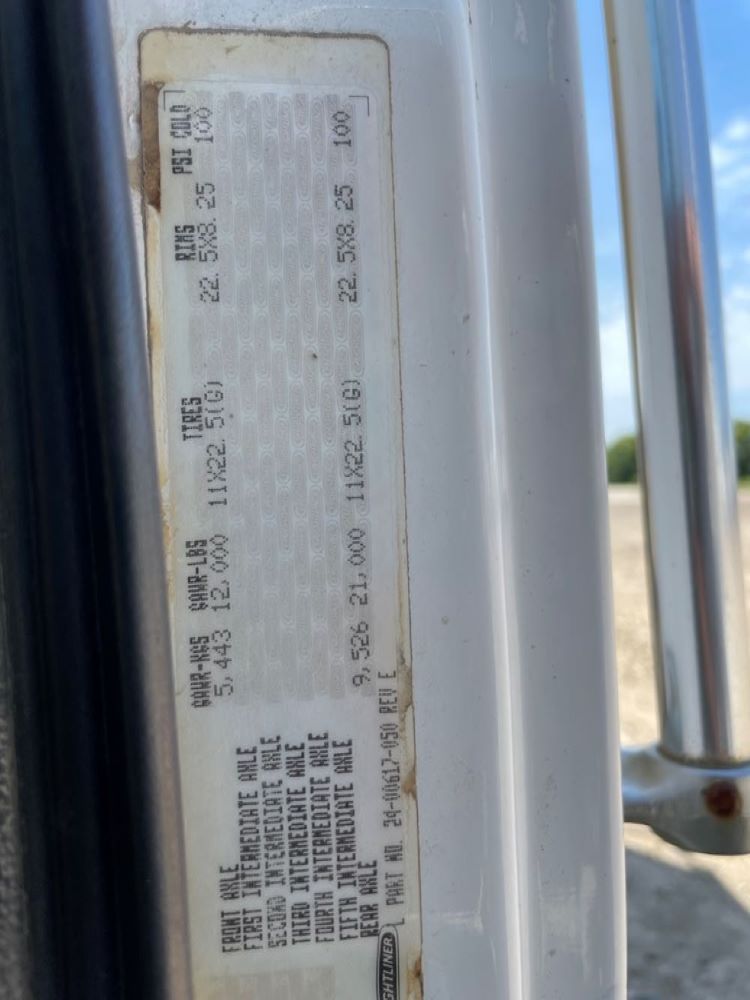 GAWR-KGS GAWR-LBS TIRES RIMS PSI COLD
FRONT AXLE 5,443 12,000 11X22.5(G) 22.5X8.25 100
FIRST INTERMEDIATE AXLE
SECOND INTERMEDIATE AXLE
THIRD INTERMEDIATE AXLE
FOURTH INTERMEDIATE AXLE
FIFTH INTERMEDIATE AXLE
REAR AXLE 9,526 21,000 11X22.5(G) 22.5X8.25 100
GHTLINER L PART NO. 24-00617-050 REV E